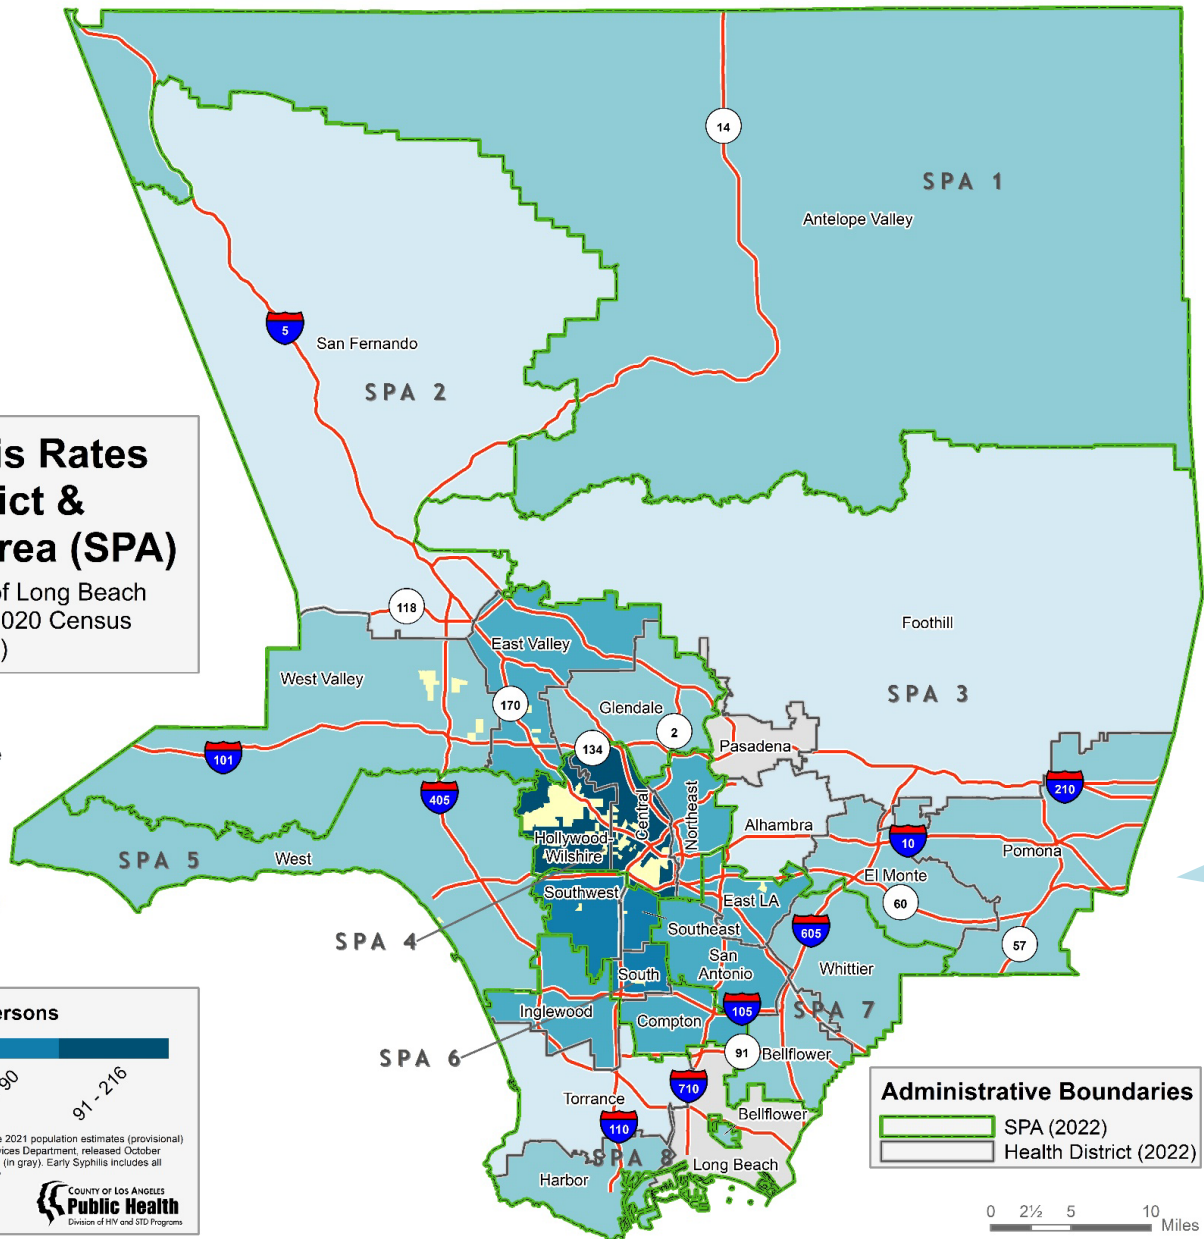 14
SPA 1
Antelope Valley
5
San Fernando
SPA 2
is Rates
ict &
rea (SPA)
of Long Beach
2020 Census
)
118
East Valley
Foothill
West Valley
SPA 3
170
Glendale
2
134
Pasadena
101
405
210
Central
Northeast
Alhambra
10
Hollywood-
Wilshire
Pomona
SPA 5
West
El Monte
Southwest
East LA
60
SPA 4
Southeast
605
57
San
Antonio
South
Whittier
Inglewood
105
SPA 7
Compton
SPA 6
91
Bellflower
710
Torrance
110
Bellflower
SPA 8
Long Beach
Harbor
ersons
90
91 - 216
e 2021 population estimates (provisional)
vices Department, released October
(in gray). Early Syphilis includes all
COUNTY OF LOS ANGELES
Public Health
Division of HIV and STD Programs
Administrative Boundaries
SPA (2022)
Health District (2022)
0 2½ 5 10
Miles